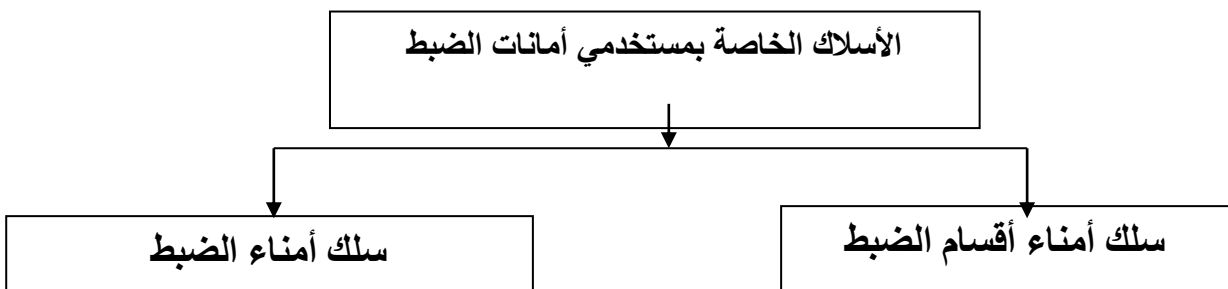 الأسلاك الخاصة بمستخدمي أمانات الضبط
سلك أمناء أقسام الضبط
سلك أمناء الضبط